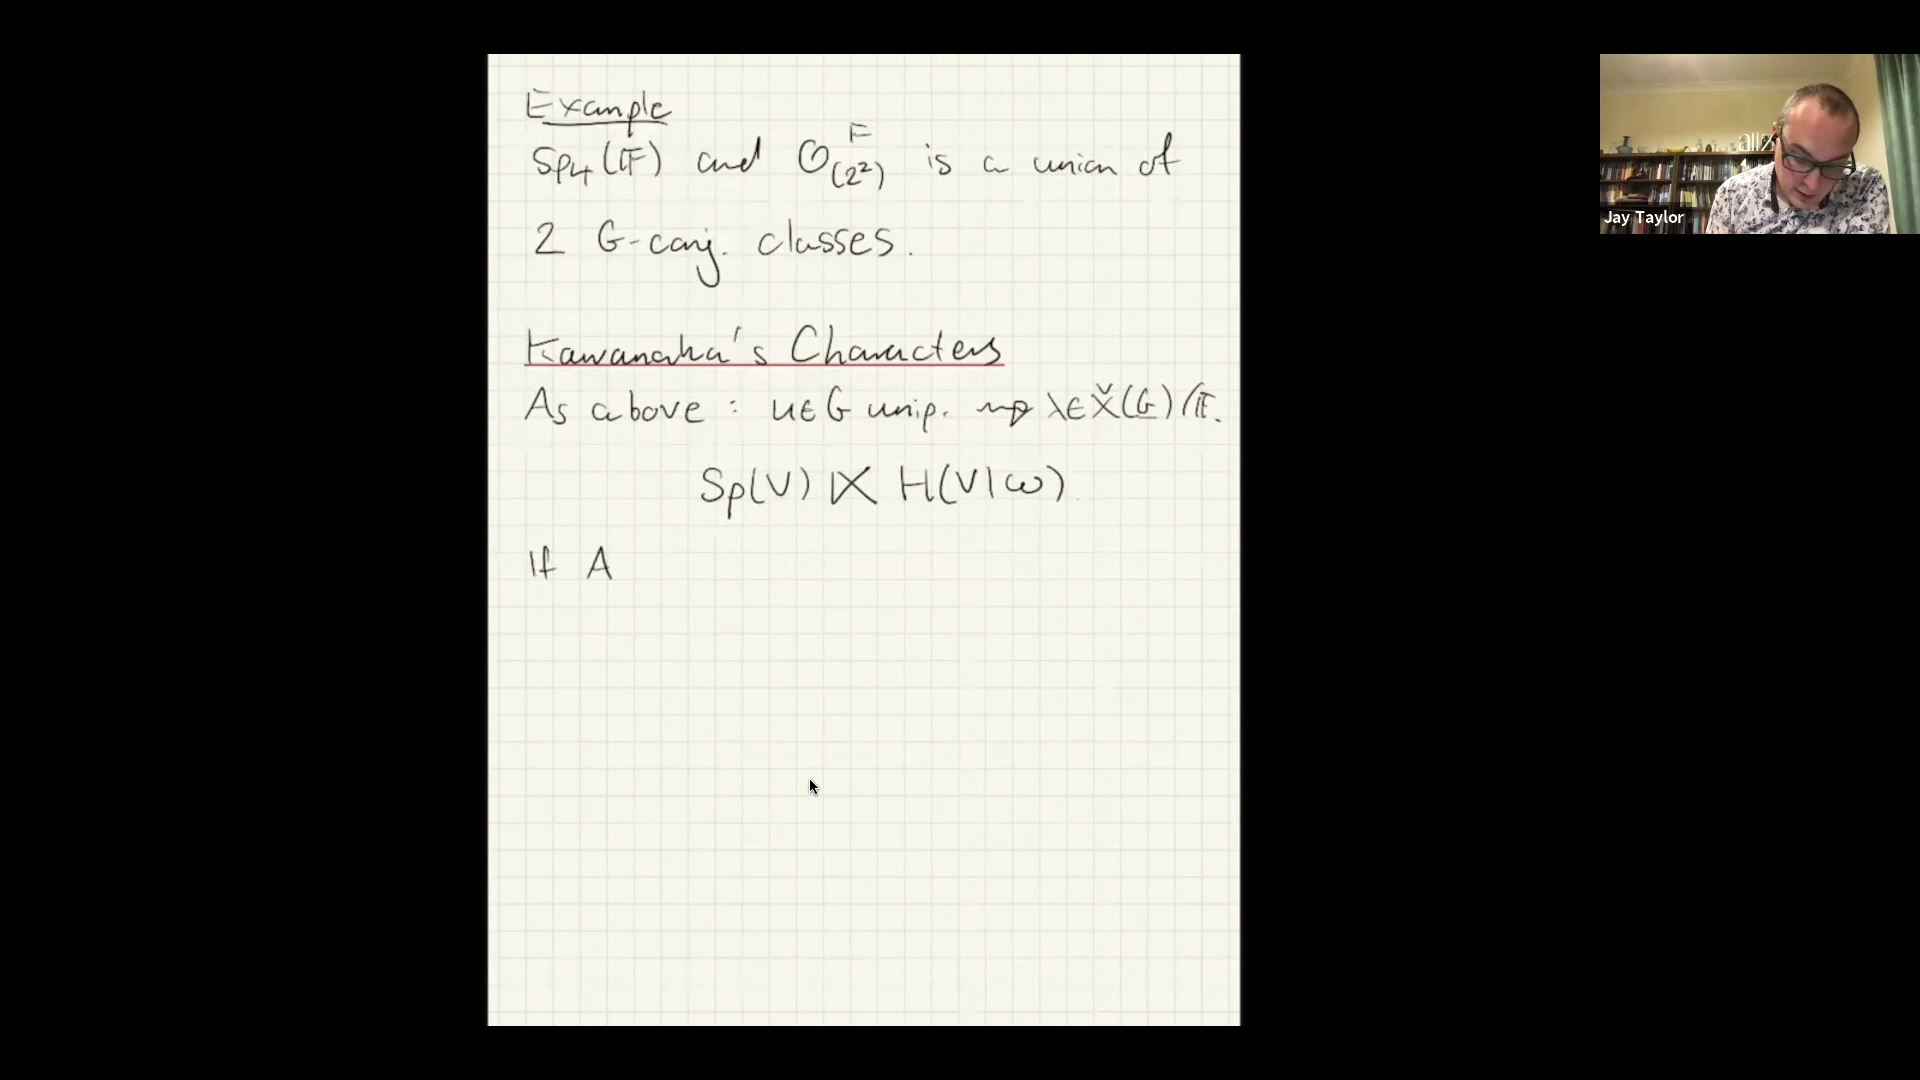 Example
Sp₄(𝔽) and O₍₂²₎^F is a union of
2 G-conj. classes.
Kawanaka's Characters
As above : u∈G unip. ⇝ λ∈X̌(G̲)/𝔽.
Sp(V) ⋉ H(V|ω).
If A
Jay Taylor